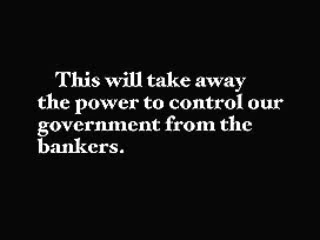 This will take away
the power to control our
government from the
bankers.